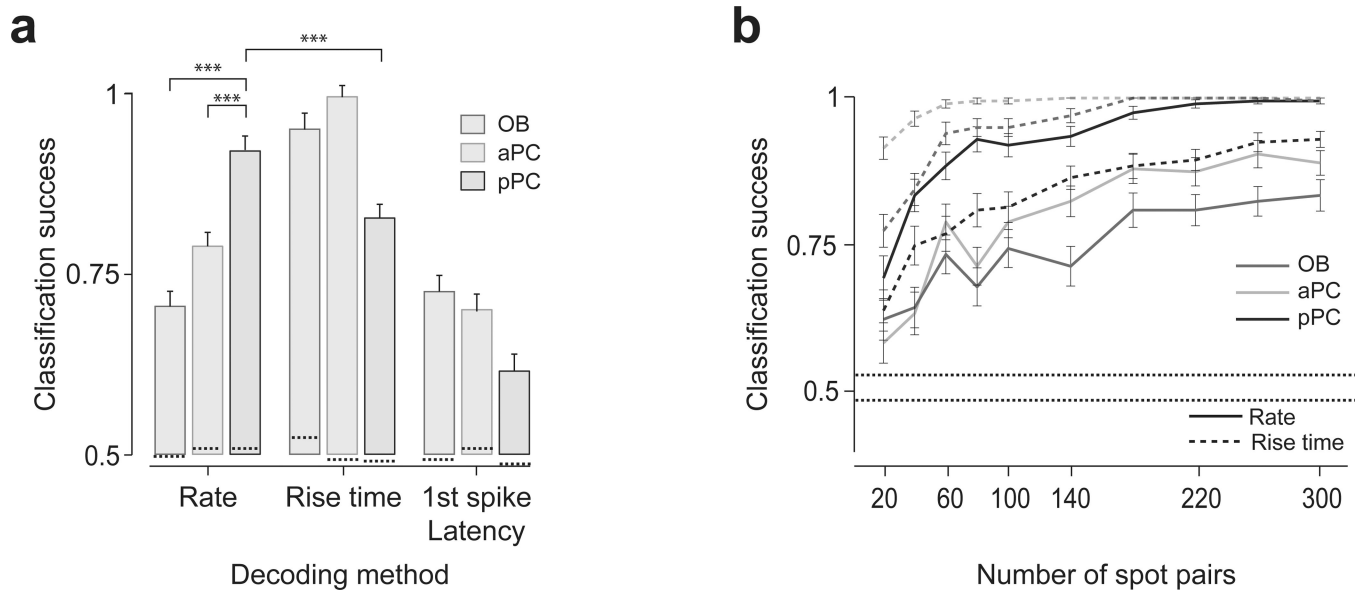 a
***
***
***
1
0.75
0.5
Classification success
OB
aPC
pPC
Rate
Rise time
1st spike
Latency
Decoding method
b
1
0.75
0.5
Classification success
OB
aPC
pPC
Rate
Rise time
20
60
100
140
220
300
Number of spot pairs